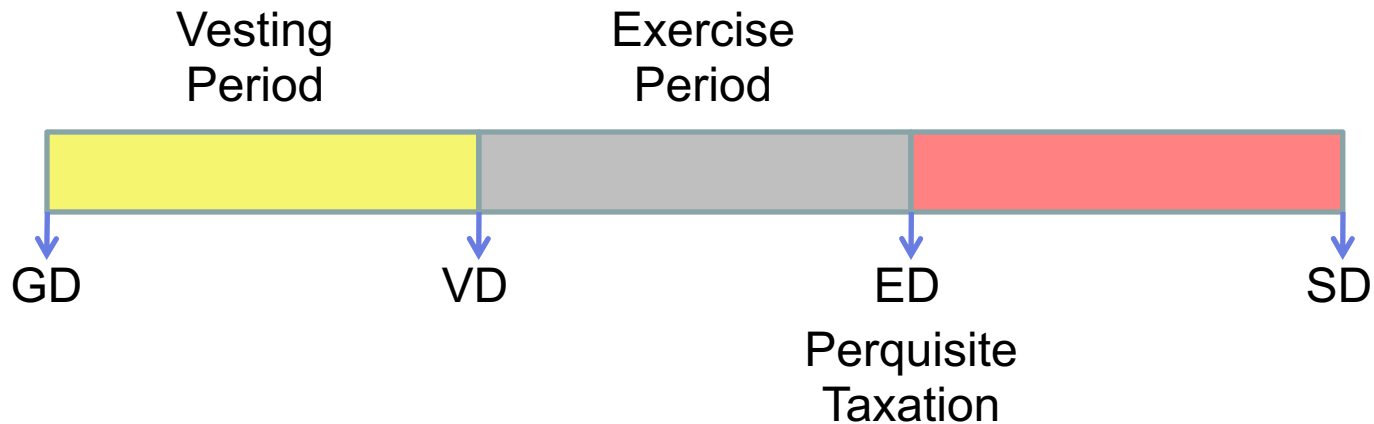 Vesting
Period
Exercise
Period
GD
VD
ED
SD
Perquisite
Taxation